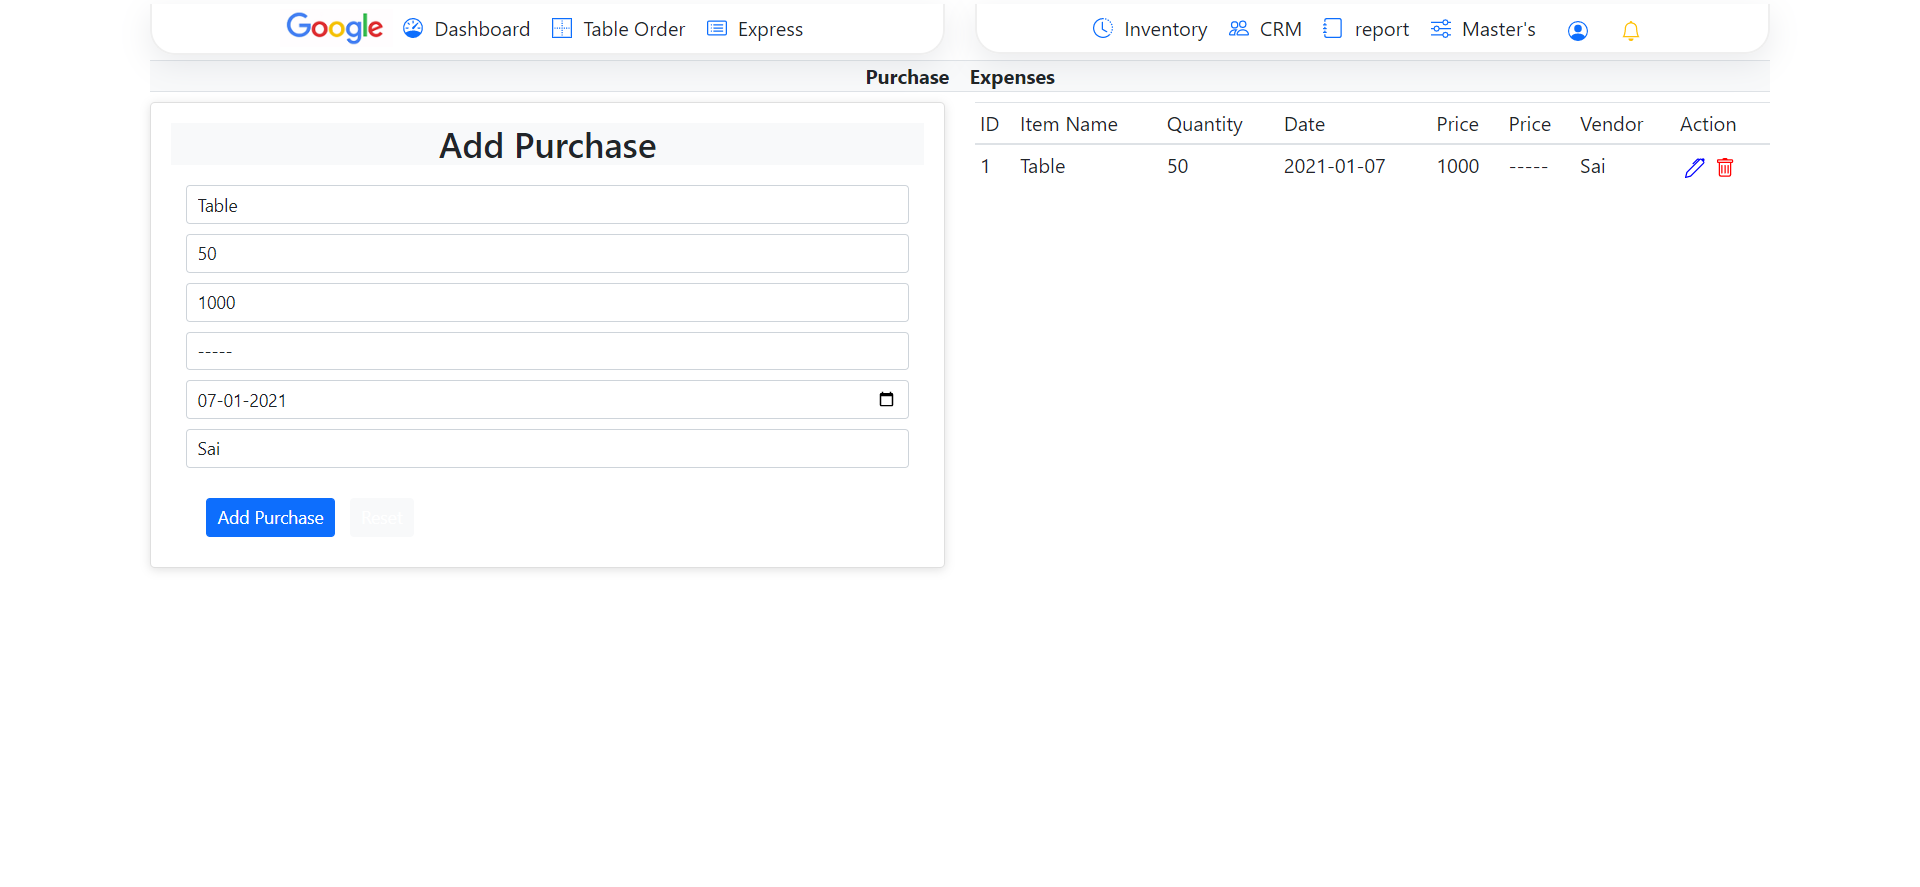 Google Dashboard Table Order Express Inventory CRM report Master's
Purchase Expenses
Add Purchase
Table
50
1000
-----
07-01-2021
Sai
Add Purchase Reset
ID Item Name Quantity Date Price Price Vendor Action
1 Table 50 2021-01-07 1000 ----- Sai